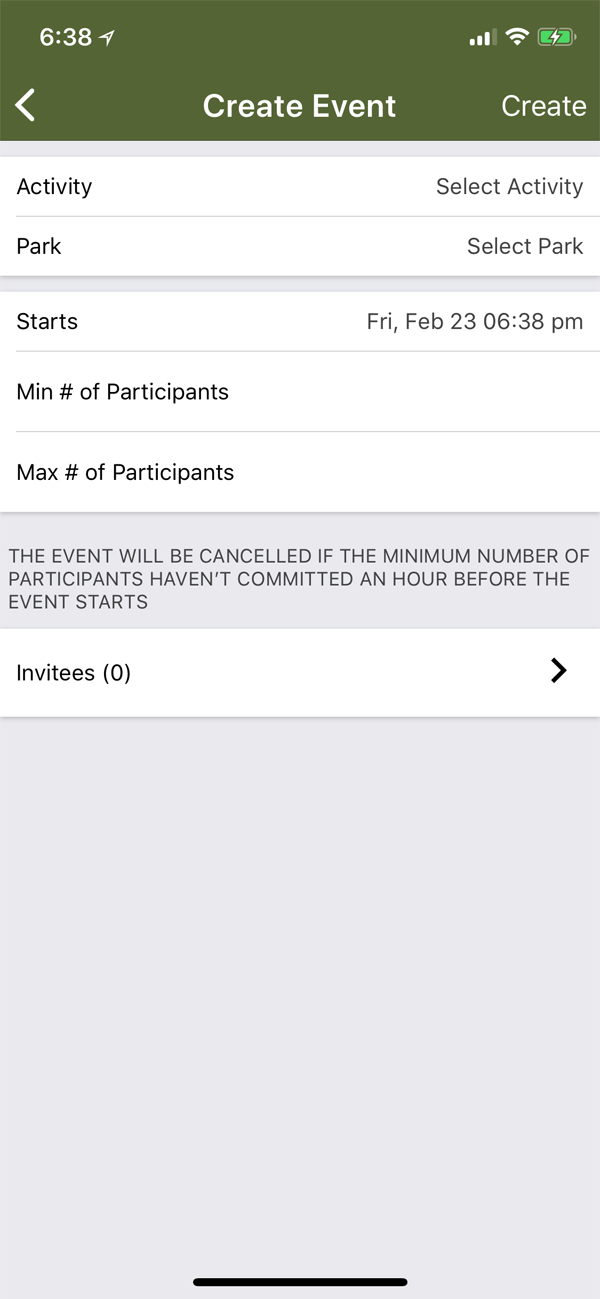 6:38
Create Event
Create
Activity
Select Activity
Park
Select Park
Starts
Fri, Feb 23 06:38 pm
Min # of Participants
Max # of Participants
THE EVENT WILL BE CANCELLED IF THE MINIMUM NUMBER OF
PARTICIPANTS HAVEN’T COMMITTED AN HOUR BEFORE THE
EVENT STARTS
Invitees (0)